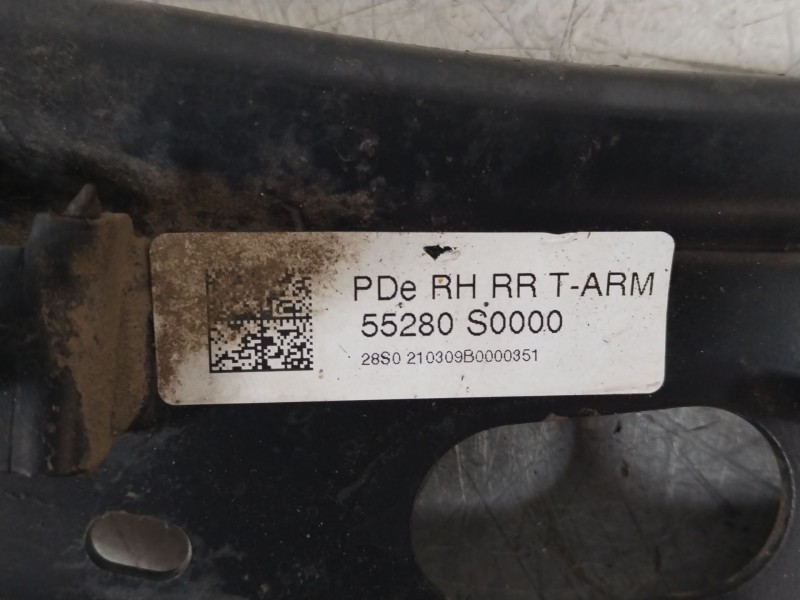 PDe RH RR T-ARM
55280 S0000
28S0 210309B0000351